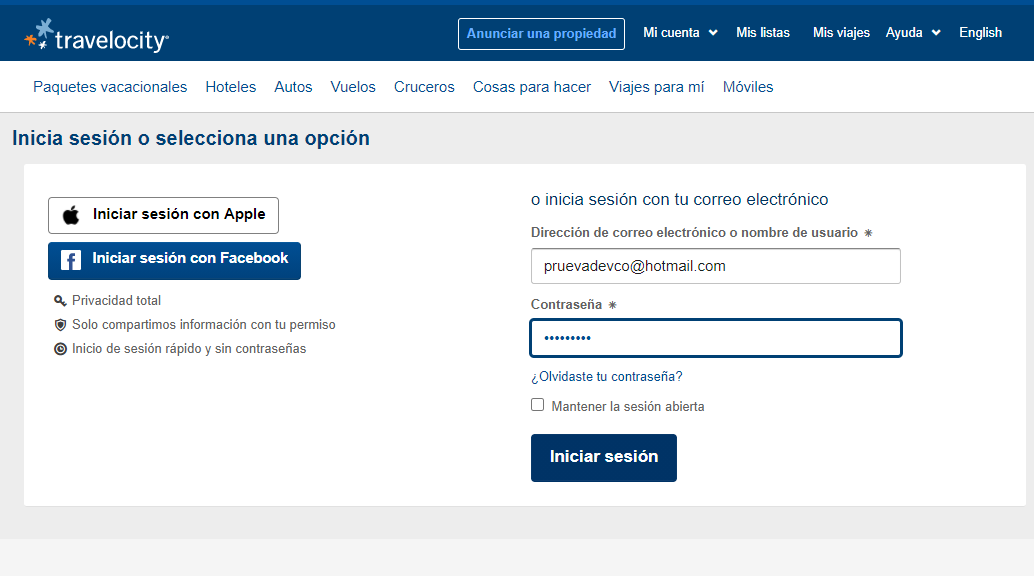 travelocity
Anunciar una propiedad Mi cuenta Mis listas Mis viajes Ayuda English
Paquetes vacacionales Hoteles Autos Vuelos Cruceros Cosas para hacer Viajes para mí Móviles
Inicia sesión o selecciona una opción
Iniciar sesión con Apple
Iniciar sesión con Facebook
Privacidad total
Solo compartimos información con tu permiso
Inicio de sesión rápido y sin contraseñas
o inicia sesión con tu correo electrónico
Dirección de correo electrónico o nombre de usuario *
pruevadevco@hotmail.com
Contraseña *
•••••••••
¿Olvidaste tu contraseña?
Mantener la sesión abierta
Iniciar sesión